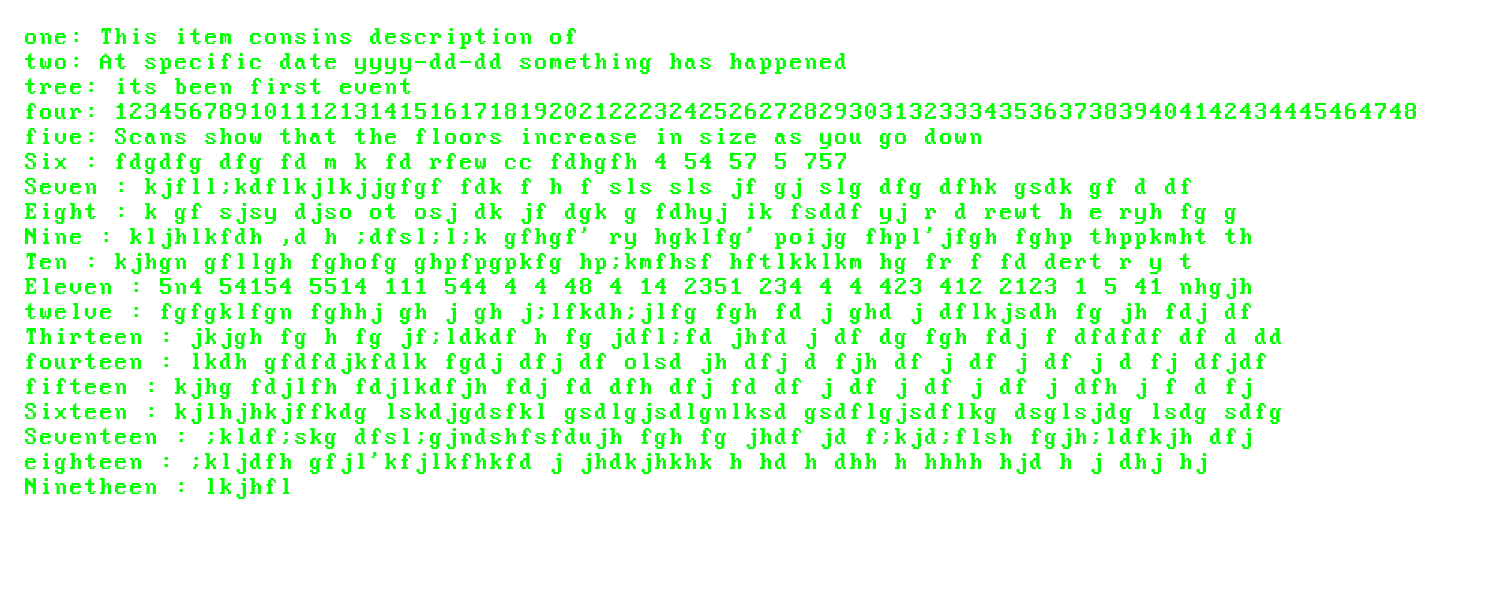 one: This item consins description of
two: At specific date yyyy-dd-dd something has happened
tree: its been first event
four: 123456789101112131415161718192021222324252627282930313233343536373839404142434445464748
five: Scans show that the floors increase in size as you go down
Six : fdgdfg dfg fd m k fd rfew cc fdhgfh 4 54 57 5 757
Seven : kjfll;kdflkjlkjjgfgf fdk f h f sls sls jf gj slg dfg dfhk gsdk gf d df
Eight : k gf sjsy djso ot osj dk jf dgk g fdhyj ik fsddf yj r d rewt h e ryh fg g
Nine : kljhlkfdh ,d h ;dfsl;l;k gfhgf' ry hgklfg' poijg fhpl'jfgh fghp thppkmht th
Ten : kjhgn gfllgh fghofg ghpfpgpkfg hp;kmfhsf hftlkklkm hg fr f fd dert r y t
Eleven : 5n4 54154 5514 111 544 4 4 48 4 14 2351 234 4 4 423 412 2123 1 5 41 nhgjh
twelve : fgfgklfgn fghhj gh j gh j;lfkdh;jlfg fgh fd j ghd j dflkjsdh fg jh fdj df
Thirteen : jkjgh fg h fg jf;ldkdf h fg jdfl;fd jhfd j df dg fgh fdj f dfdfdf df d dd
fourteen : lkdh gfdfdjkfdlk fgdj dfj df olsd jh dfj d fjh df j df j df j d fj dfjdf
fifteen : kjhg fdjlfh fdjlkdfjh fdj fd dfh dfj fd df j df j df j df j dfh j f d fj
Sixteen : kjlhjhkjffkdg lskdjgdsfkl gsdlgjsdlgnlksd gsdflgjsdflkg dsglsjdg lsdg sdfg
Seventeen : ;kldf;skg dfsl;gjndshfsfdujh fgh fg jhdf jd f;kjd;flsh fgjh;ldfkjh dfj
eighteen : ;kljdfh gfjl'kfjlkfhkfd j jhdkjhkhk h hd h dhh h hhhh hjd h j dhj hj
Ninetheen : lkjhfl